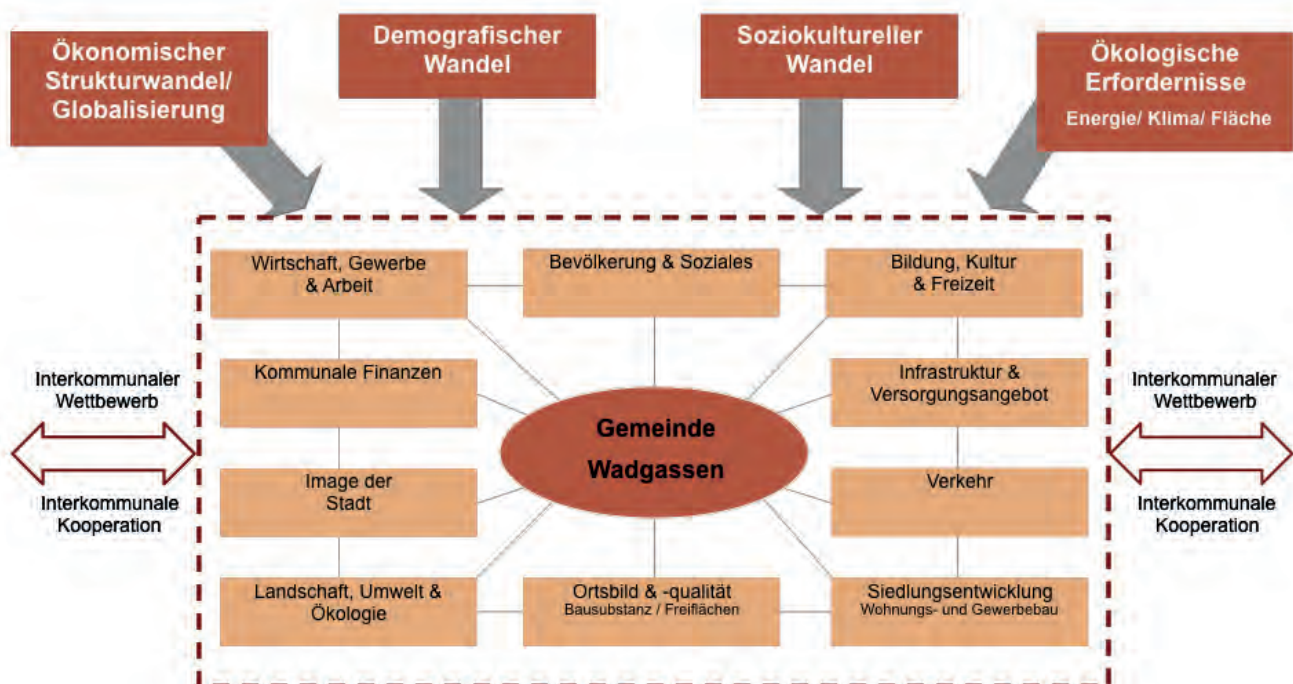 Ökonomischer
Strukturwandel/
Globalisierung
Demografischer
Wandel
Soziokultureller
Wandel
Ökologische
Erfordernisse
Energie/ Klima/ Fläche
Wirtschaft, Gewerbe
& Arbeit
Bevölkerung & Soziales
Bildung, Kultur
& Freizeit
Kommunale Finanzen
Infrastruktur &
Versorgungsangebot
Interkommunaler
Wettbewerb
Interkommunale
Kooperation
Gemeinde
Wadgassen
Interkommunaler
Wettbewerb
Interkommunale
Kooperation
Image der
Stadt
Verkehr
Landschaft, Umwelt &
Ökologie
Ortsbild & -qualität
Bausubstanz / Freiflächen
Siedlungsentwicklung
Wohnungs- und Gewerbebau